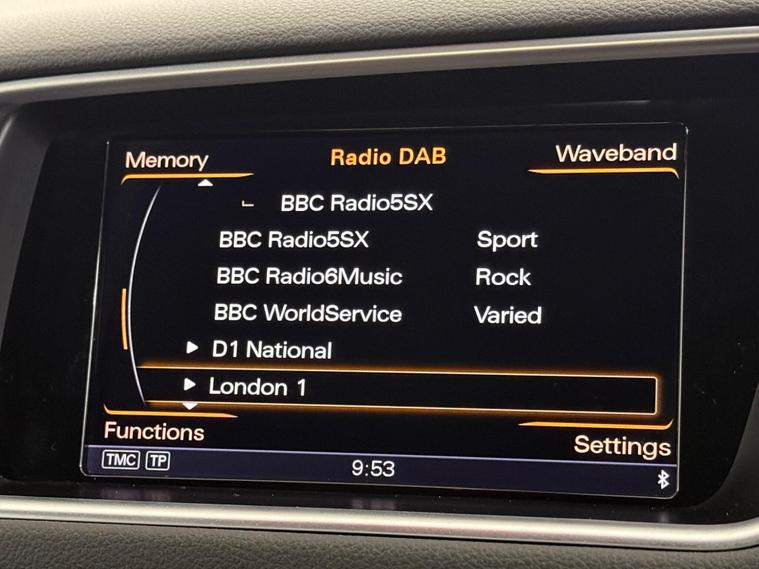 Memory Radio DAB Waveband
BBC Radio5SX
BBC Radio5SX Sport
BBC Radio6Music Rock
BBC WorldService Varied
D1 National
London 1
Functions Settings
TMC TP 9:53